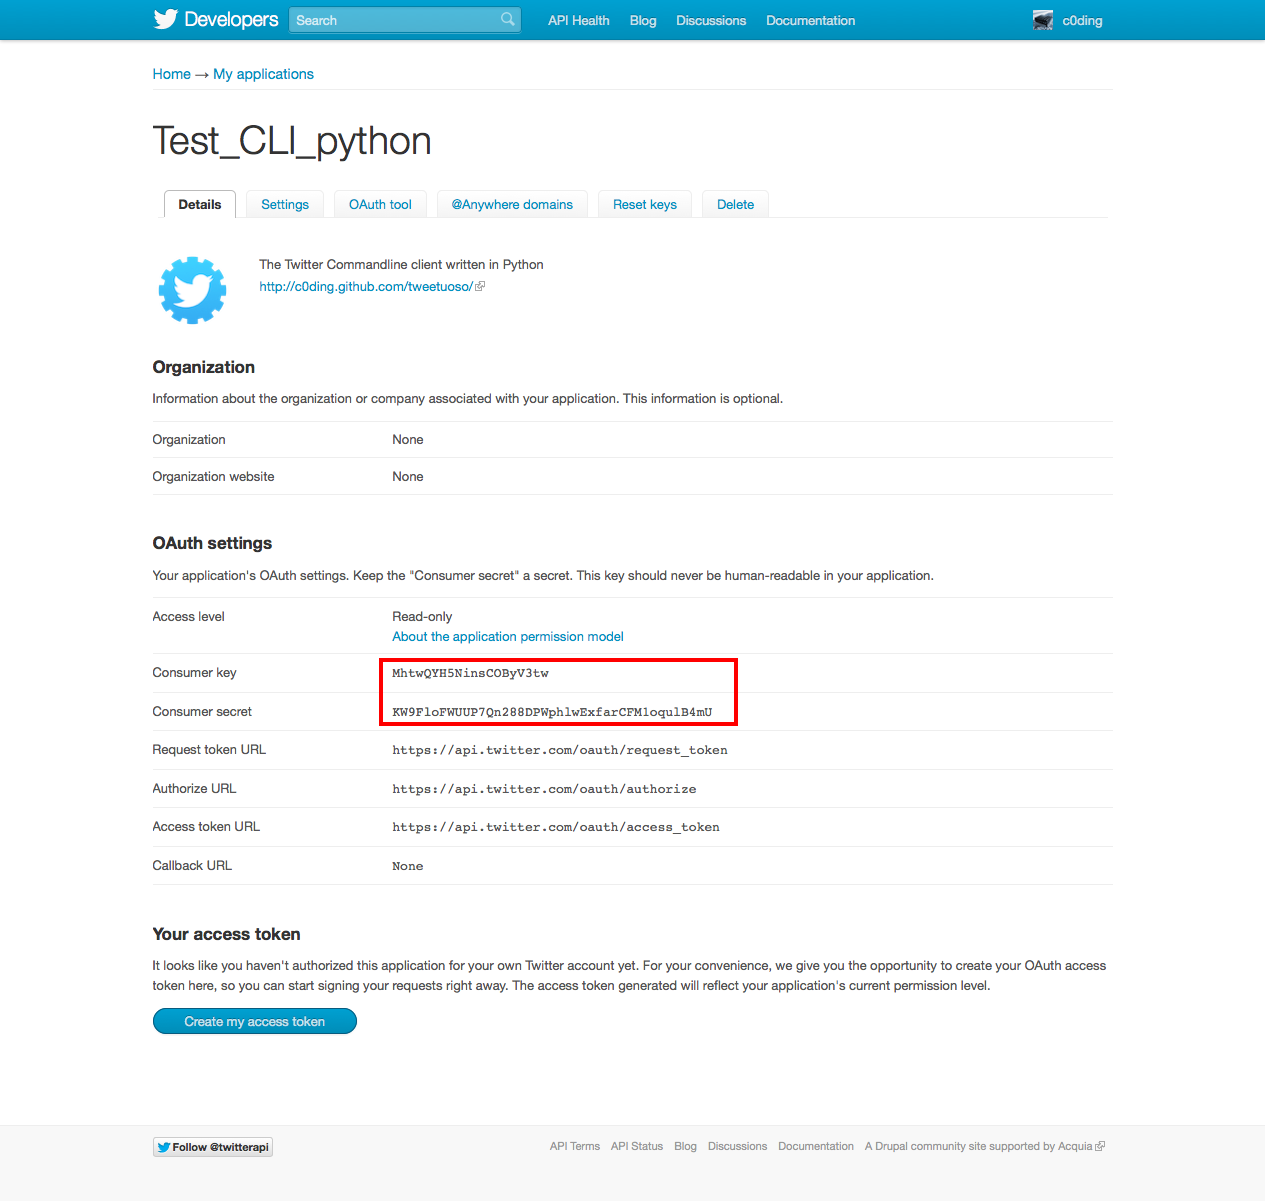 Developers Search API Health Blog Discussions Documentation c0ding
Home → My applications
Test_CLI_python
Details Settings OAuth tool @Anywhere domains Reset keys Delete
The Twitter Commandline client written in Python
http://c0ding.github.com/tweetuoso/
Organization
Information about the organization or company associated with your application. This information is optional.
Organization None
Organization website None
OAuth settings
Your application's OAuth settings. Keep the "Consumer secret" a secret. This key should never be human-readable in your application.
Access level Read-only
About the application permission model
Consumer key MhtwQYH5NinsCOByV3tw
Consumer secret KW9FloFWUUP7Qn288DPWphlwExfarCFM1oqulB4mU
Request token URL https://api.twitter.com/oauth/request_token
Authorize URL https://api.twitter.com/oauth/authorize
Access token URL https://api.twitter.com/oauth/access_token
Callback URL None
Your access token
It looks like you haven't authorized this application for your own Twitter account yet. For your convenience, we give you the opportunity to create your OAuth access
token here, so you can start signing your requests right away. The access token generated will reflect your application's current permission level.
Create my access token
Follow @twitterapi API Terms API Status Blog Discussions Documentation A Drupal community site supported by Acquia